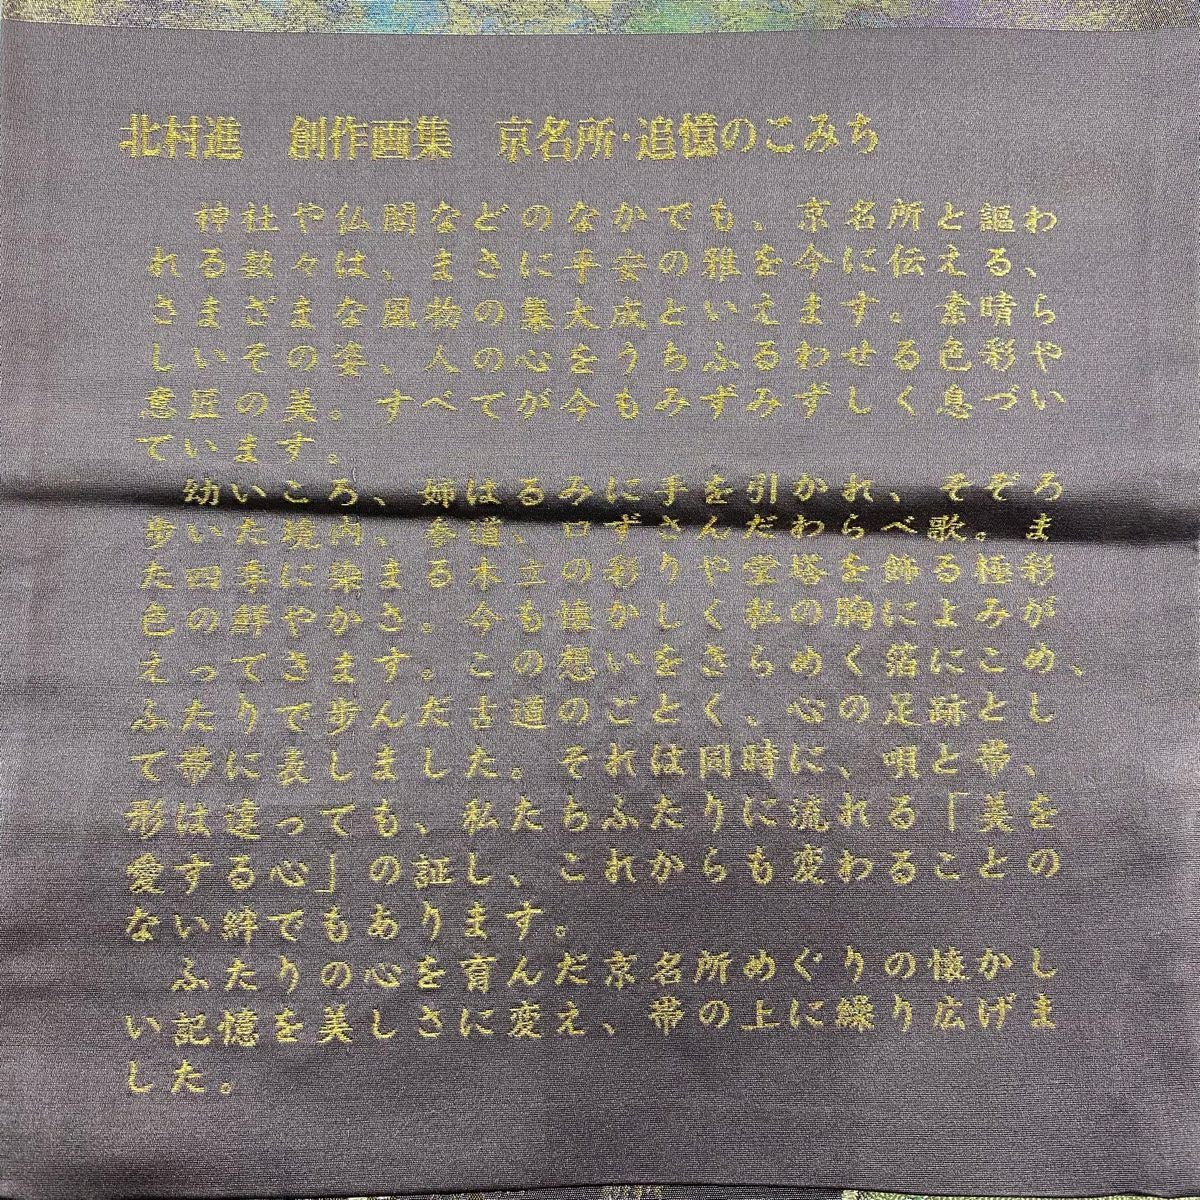 北村進　創作画集　京名所・追憶のこみち
神社や仏閣などのなかでも、京名所と謳わ
れる数々は、まさに平安の雅を今に伝える、
さまざまな風物の集大成といえます。素晴ら
しいその姿、人の心をうちふるわせる色彩や
意匠の美。すべてが今もみずみずしく息づい
ています。
幼いころ、姉はるみに手を引かれ、そぞろ
歩いた境内、参道、口ずさんだわらべ歌。ま
た四季に染まる木立の彩りや堂塔を飾る極彩
色の鮮やかさ。今も懐かしく私の胸によみが
えってきます。この想いをきらめく箔にこめ、
ふたりで歩んだ古道のごとく、心の足跡とし
て帯に表しました。それは同時に、唄と帯、
形は違っても、私たちふたりに流れる「美を
愛する心」の証し、これからも変わることの
ない絆でもあります。
ふたりの心を育んだ京名所めぐりの懐かし
い記憶を美しさに変え、帯の上に繰り広げま
した。